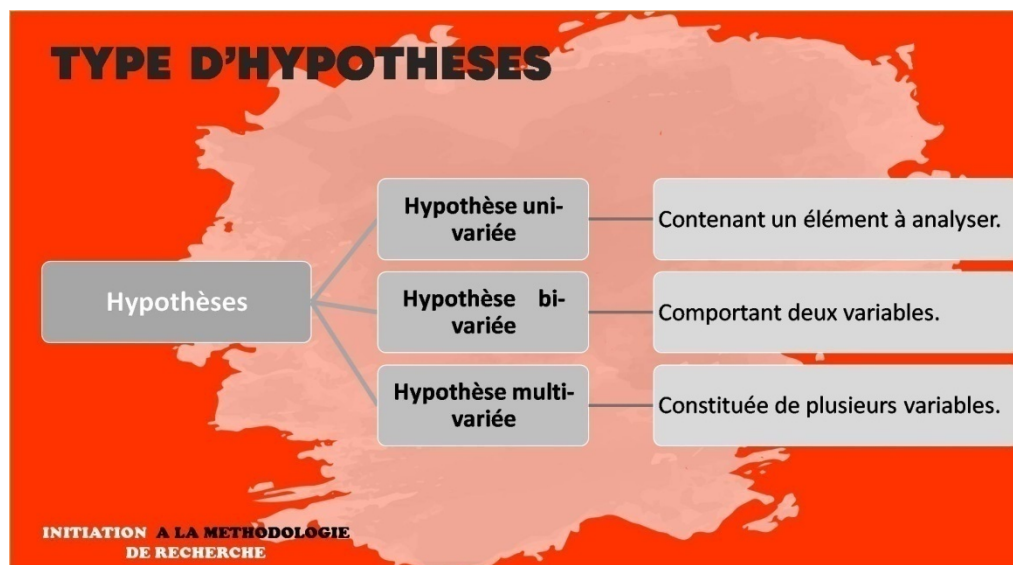 TYPE D'HYPOTHESES
Hypothèses
Hypothèse uni-
variée
Contenant un élément à analyser.
Hypothèse bi-
variée
Comportant deux variables.
Hypothèse multi-
variée
Constituée de plusieurs variables.
INITIATION A LA METHODOLOGIE
DE RECHERCHE